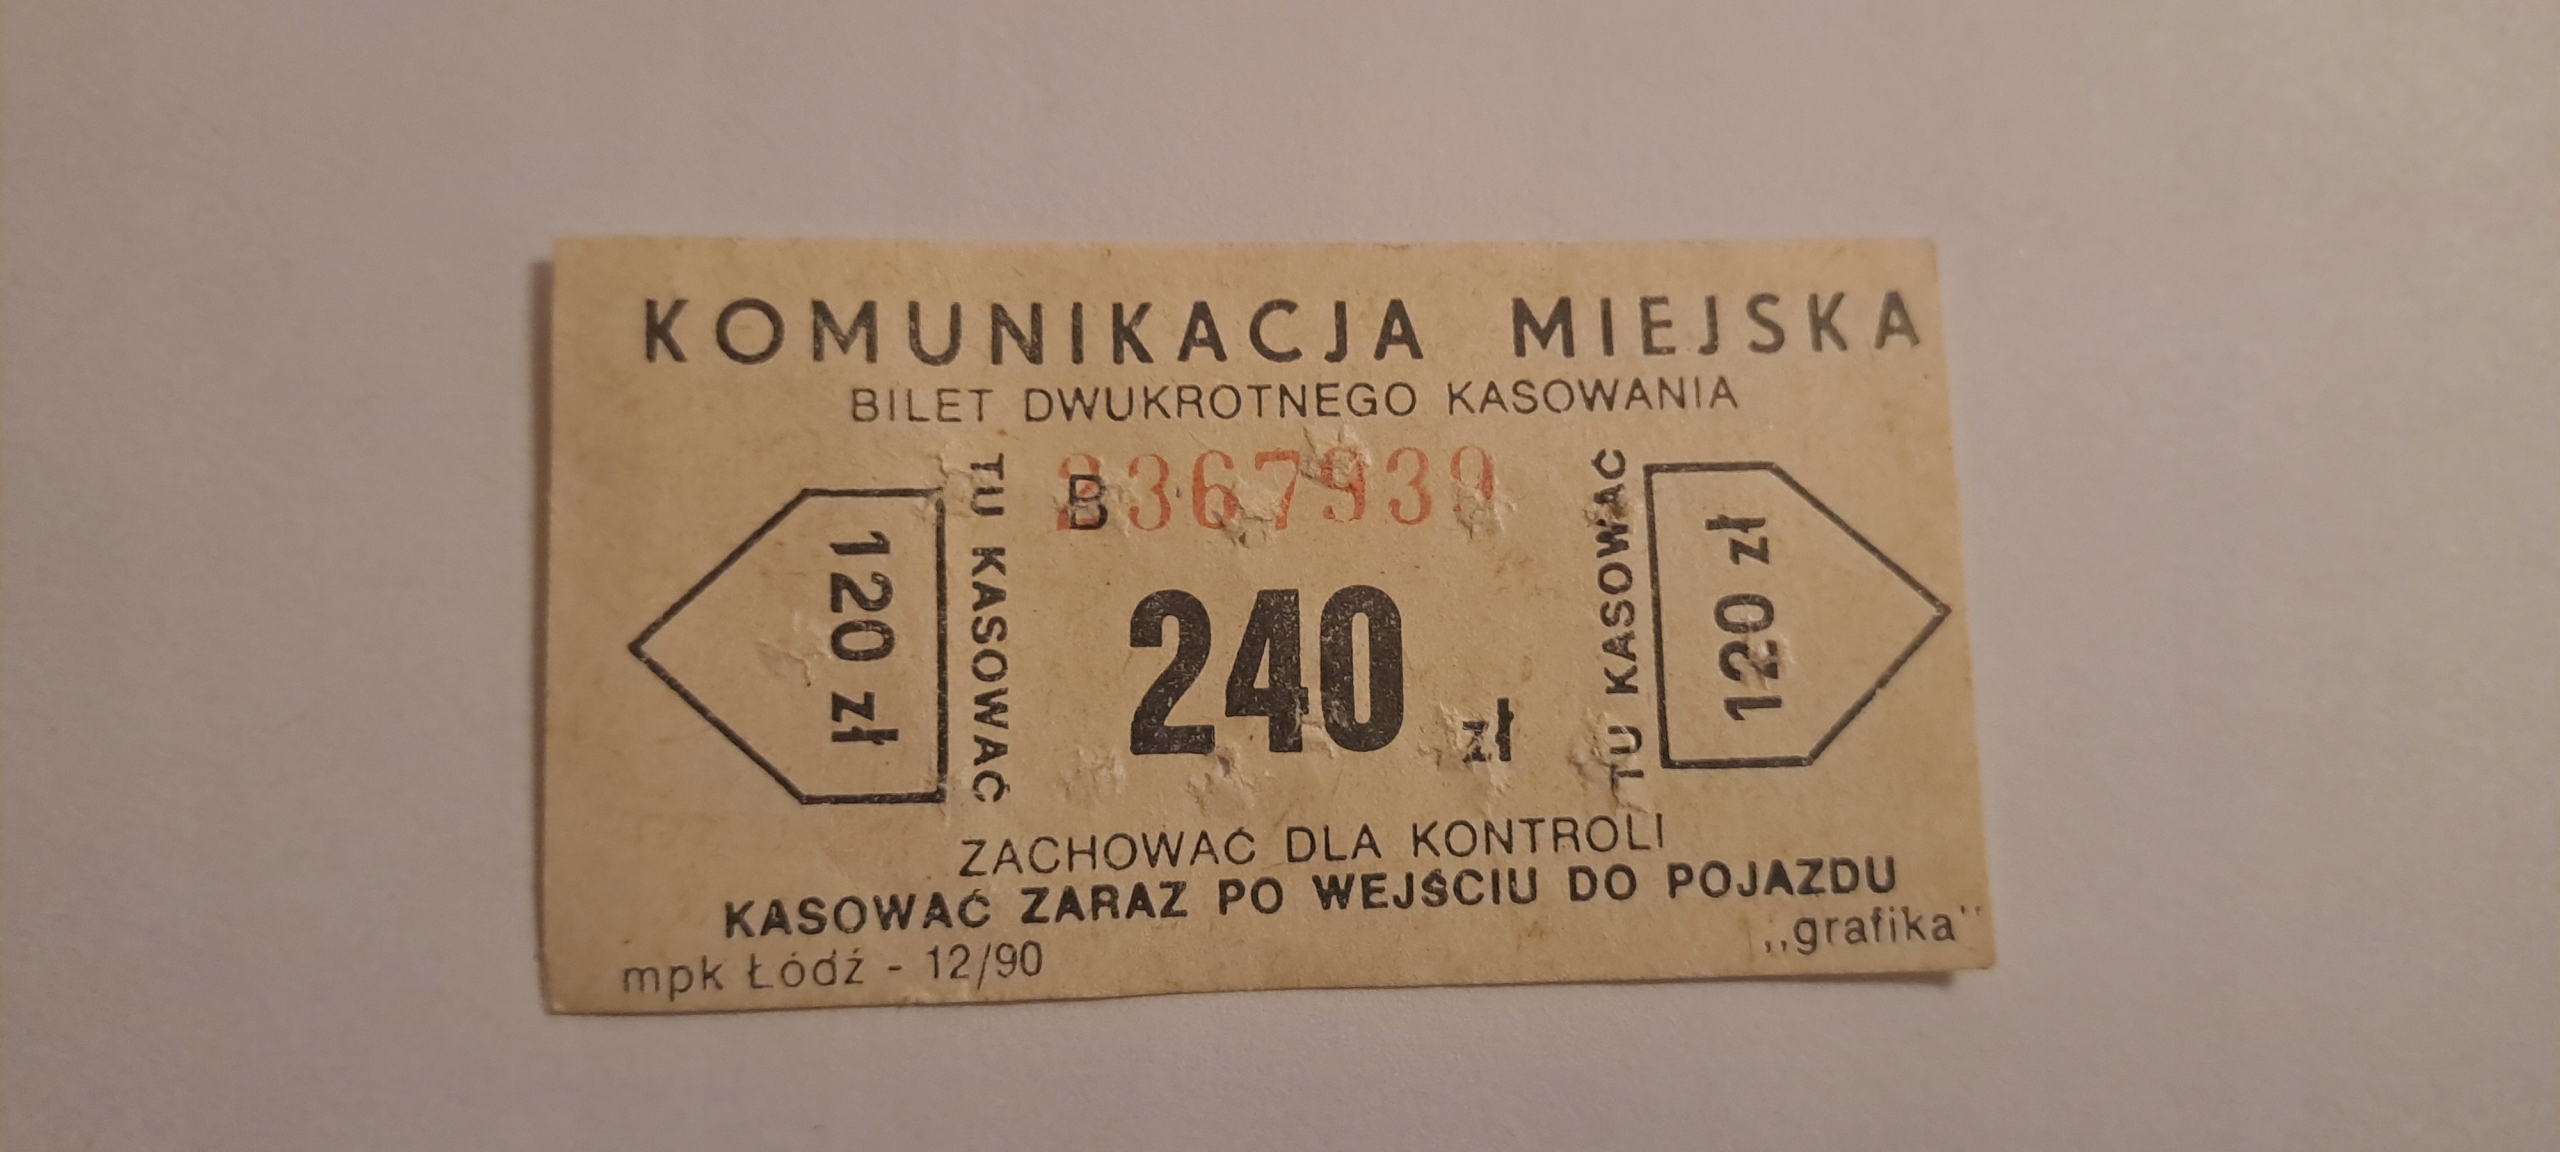 KOMUNIKACJA MIEJSKA
BILET DWUKROTNEGO KASOWANIA
B
120 zł
TU KASOWAĆ
240 zł
TU KASOWAĆ
120 zł
ZACHOWAĆ DLA KONTROLI
KASOWAĆ ZARAZ PO WEJŚCIU DO POJAZDU
„grafika"
mpk Łódź - 12/90